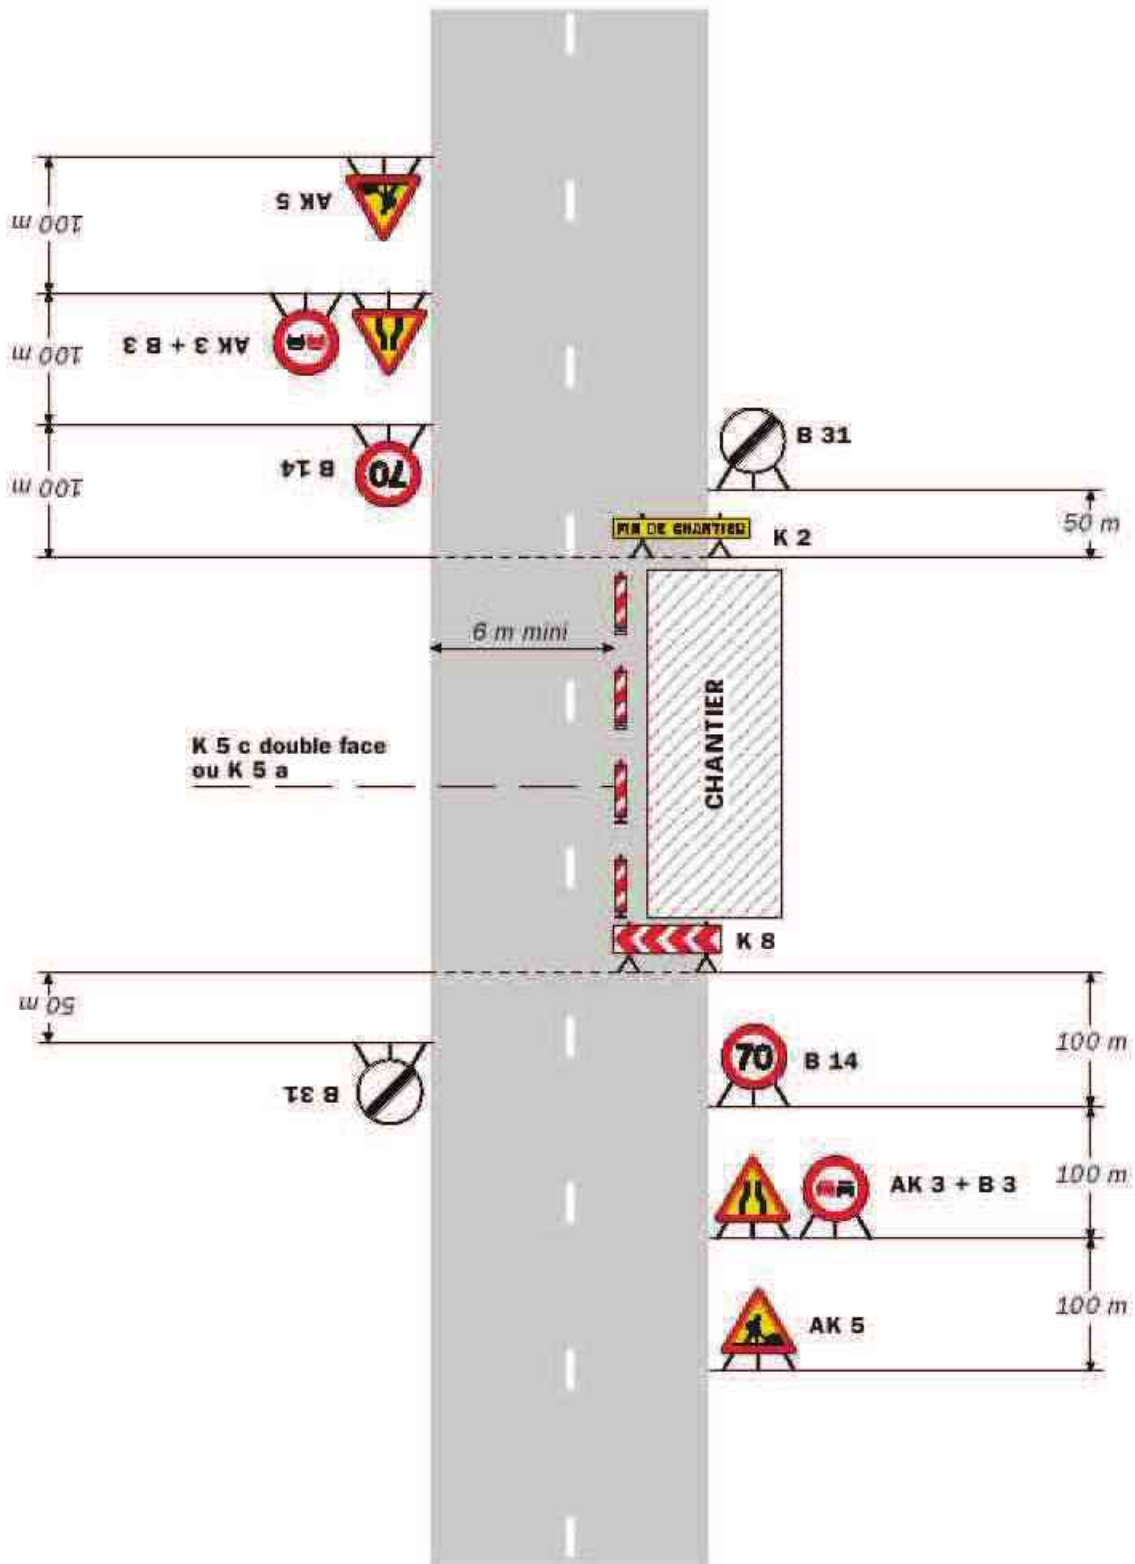 AK 5
100 m
AK 3 + B 3
100 m
B 14
70
100 m
B 31
50 m
FIN DE CHANTIER
K 2
6 m mini
CHANTIER
K 5 c double face
ou K 5 a
K 8
50 m
B 31
70
B 14
100 m
AK 3 + B 3
100 m
AK 5
100 m